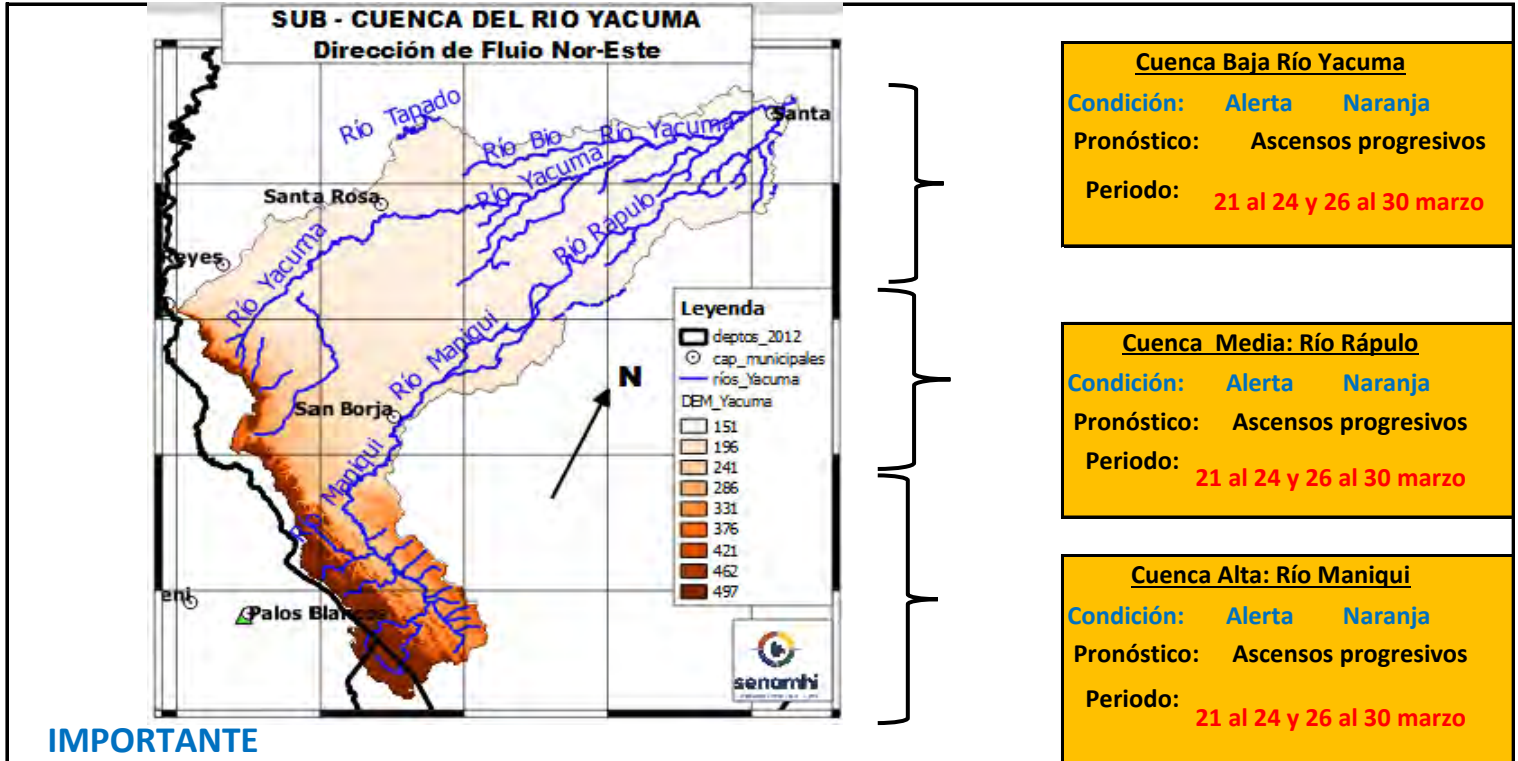 SUB - CUENCA DEL RIO YACUMA
Dirección de Fluio Nor-Este
Río Tapado
Río Bio
Río Yacuma
Santa
Río Yacuma
Santa Rosa
Río Rápulo
Reyes
Río Yacuma
Río Maniqui
San Borja
Río Maniqui
eni
Palos Blancos
N
Leyenda
deptos_2012
cap_municipales
ríos_Yacuma
DEM_Yacuma
151
196
241
286
331
376
421
462
497
senamhi
Cuenca Baja Río Yacuma
Condición: Alerta Naranja
Pronóstico: Ascensos progresivos
Periodo: 21 al 24 y 26 al 30 marzo
Cuenca Media: Río Rápulo
Condición: Alerta Naranja
Pronóstico: Ascensos progresivos
Periodo: 21 al 24 y 26 al 30 marzo
Cuenca Alta: Río Maniqui
Condición: Alerta Naranja
Pronóstico: Ascensos progresivos
Periodo: 21 al 24 y 26 al 30 marzo
IMPORTANTE